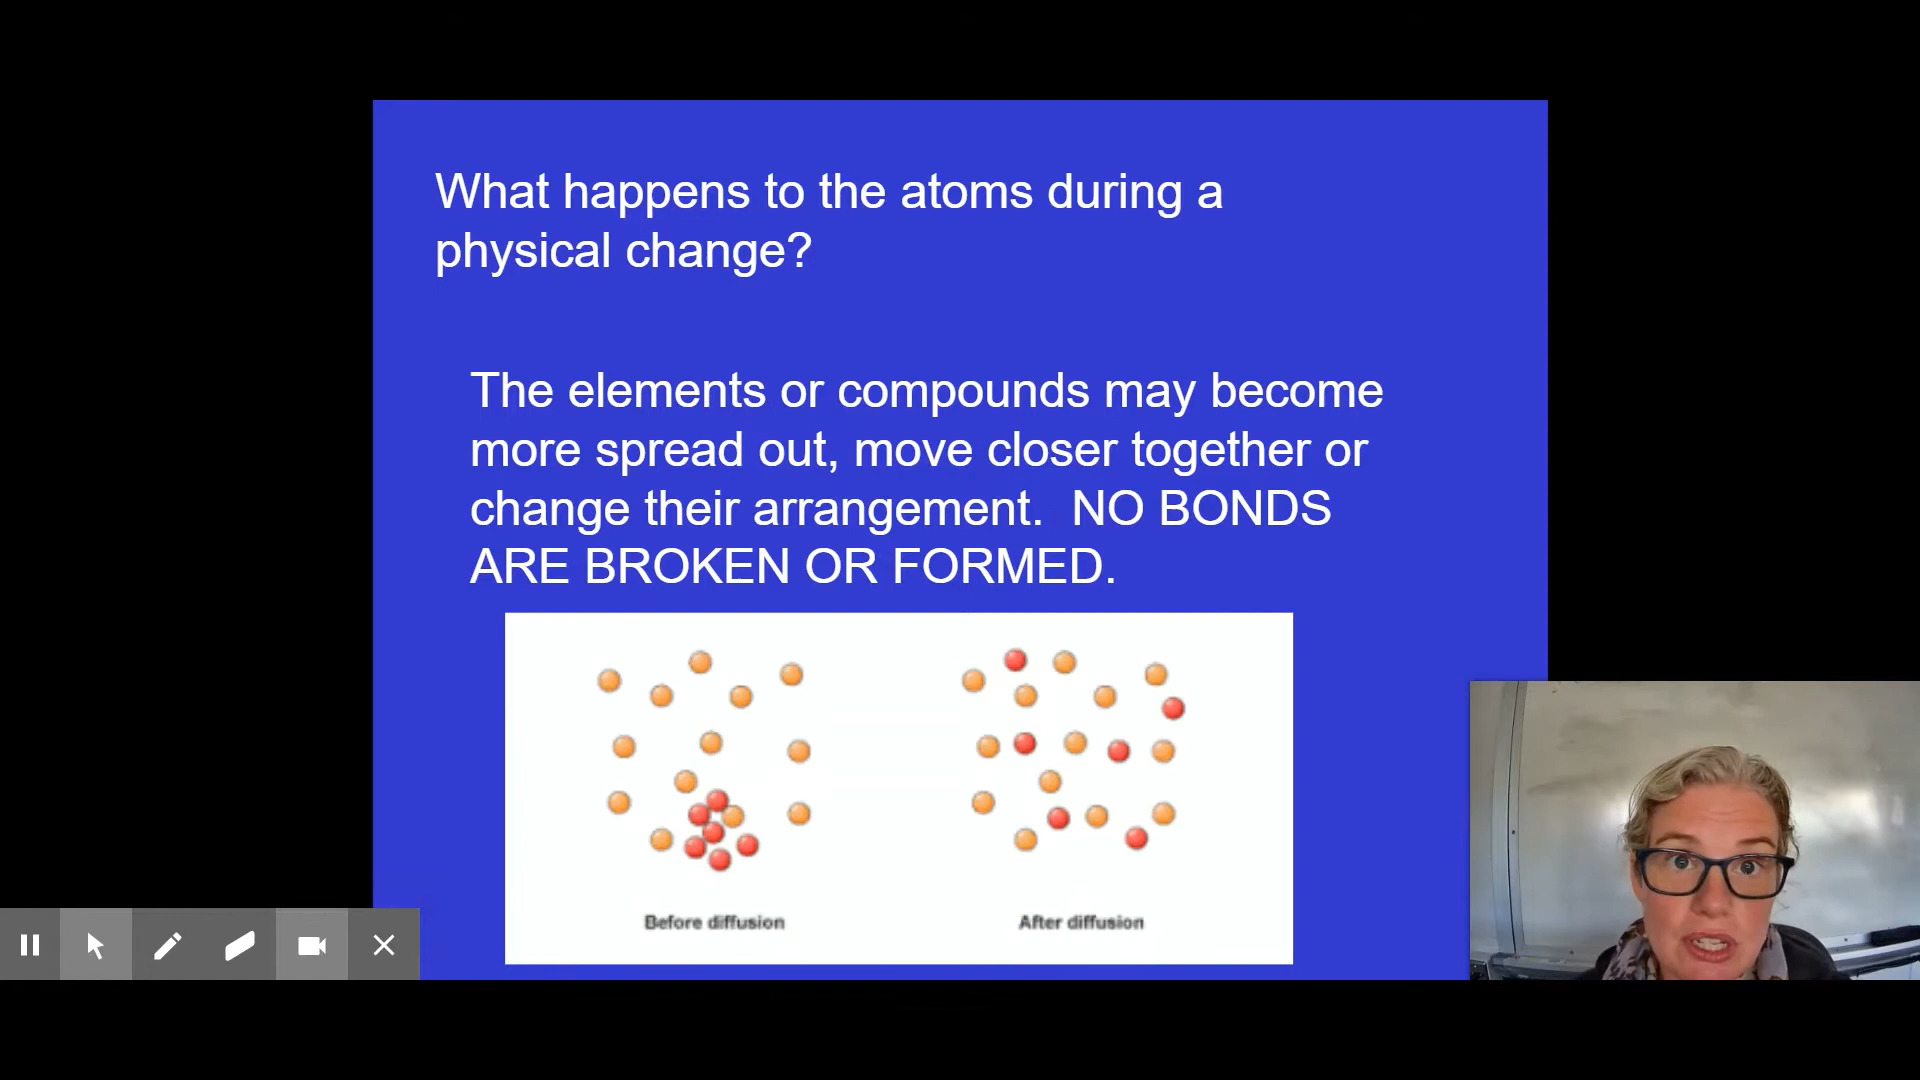 What happens to the atoms during a
physical change?
The elements or compounds may become
more spread out, move closer together or
change their arrangement.  NO BONDS
ARE BROKEN OR FORMED.
Before diffusion
After diffusion